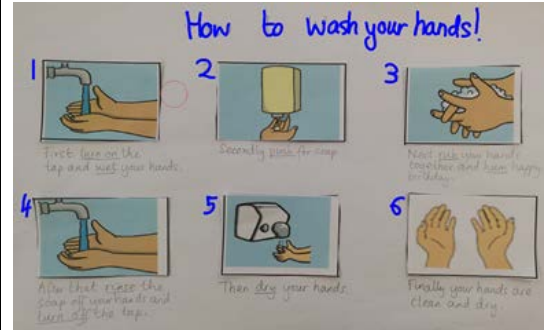 How to wash your hands!
1
2
3
First turn on the
tap and wet your hands.
Secondly push for soap
Next rub your hands
together and hum happy
birthday.
4
5
6
After that rinse the
soap off your hands and
turn off the tap.
Then dry your hands
Finally your hands are
clean and dry.